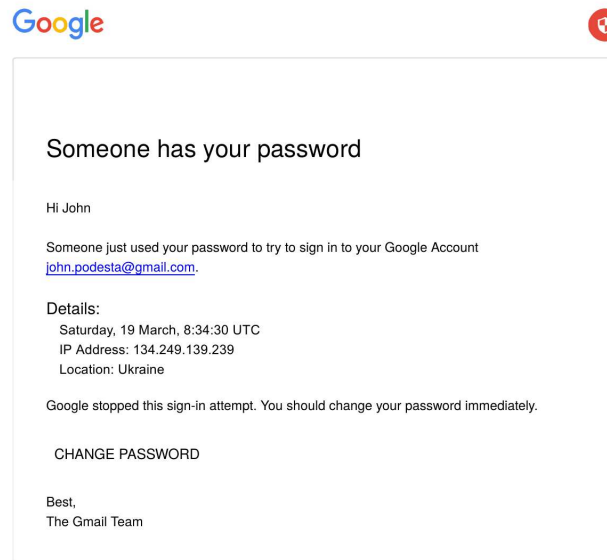 Google
Someone has your password
Hi John
Someone just used your password to try to sign in to your Google Account
john.podesta@gmail.com.
Details:
Saturday, 19 March, 8:34:30 UTC
IP Address: 134.249.139.239
Location: Ukraine
Google stopped this sign-in attempt. You should change your password immediately.
CHANGE PASSWORD
Best,
The Gmail Team